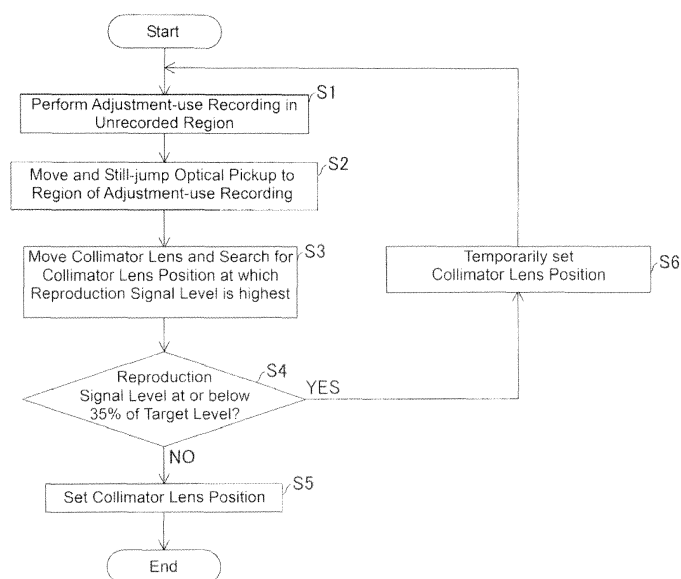 Start
S1
Perform Adjustment-use Recording in
Unrecorded Region
S2
Move and Still-jump Optical Pickup to
Region of Adjustment-use Recording
S3
Move Collimator Lens and Search for
Collimator Lens Position at which
Reproduction Signal Level is highest
Temporarily set
Collimator Lens Position
S6
S4
Reproduction
Signal Level at or below
35% of Target Level?
YES
NO
S5
Set Collimator Lens Position
End